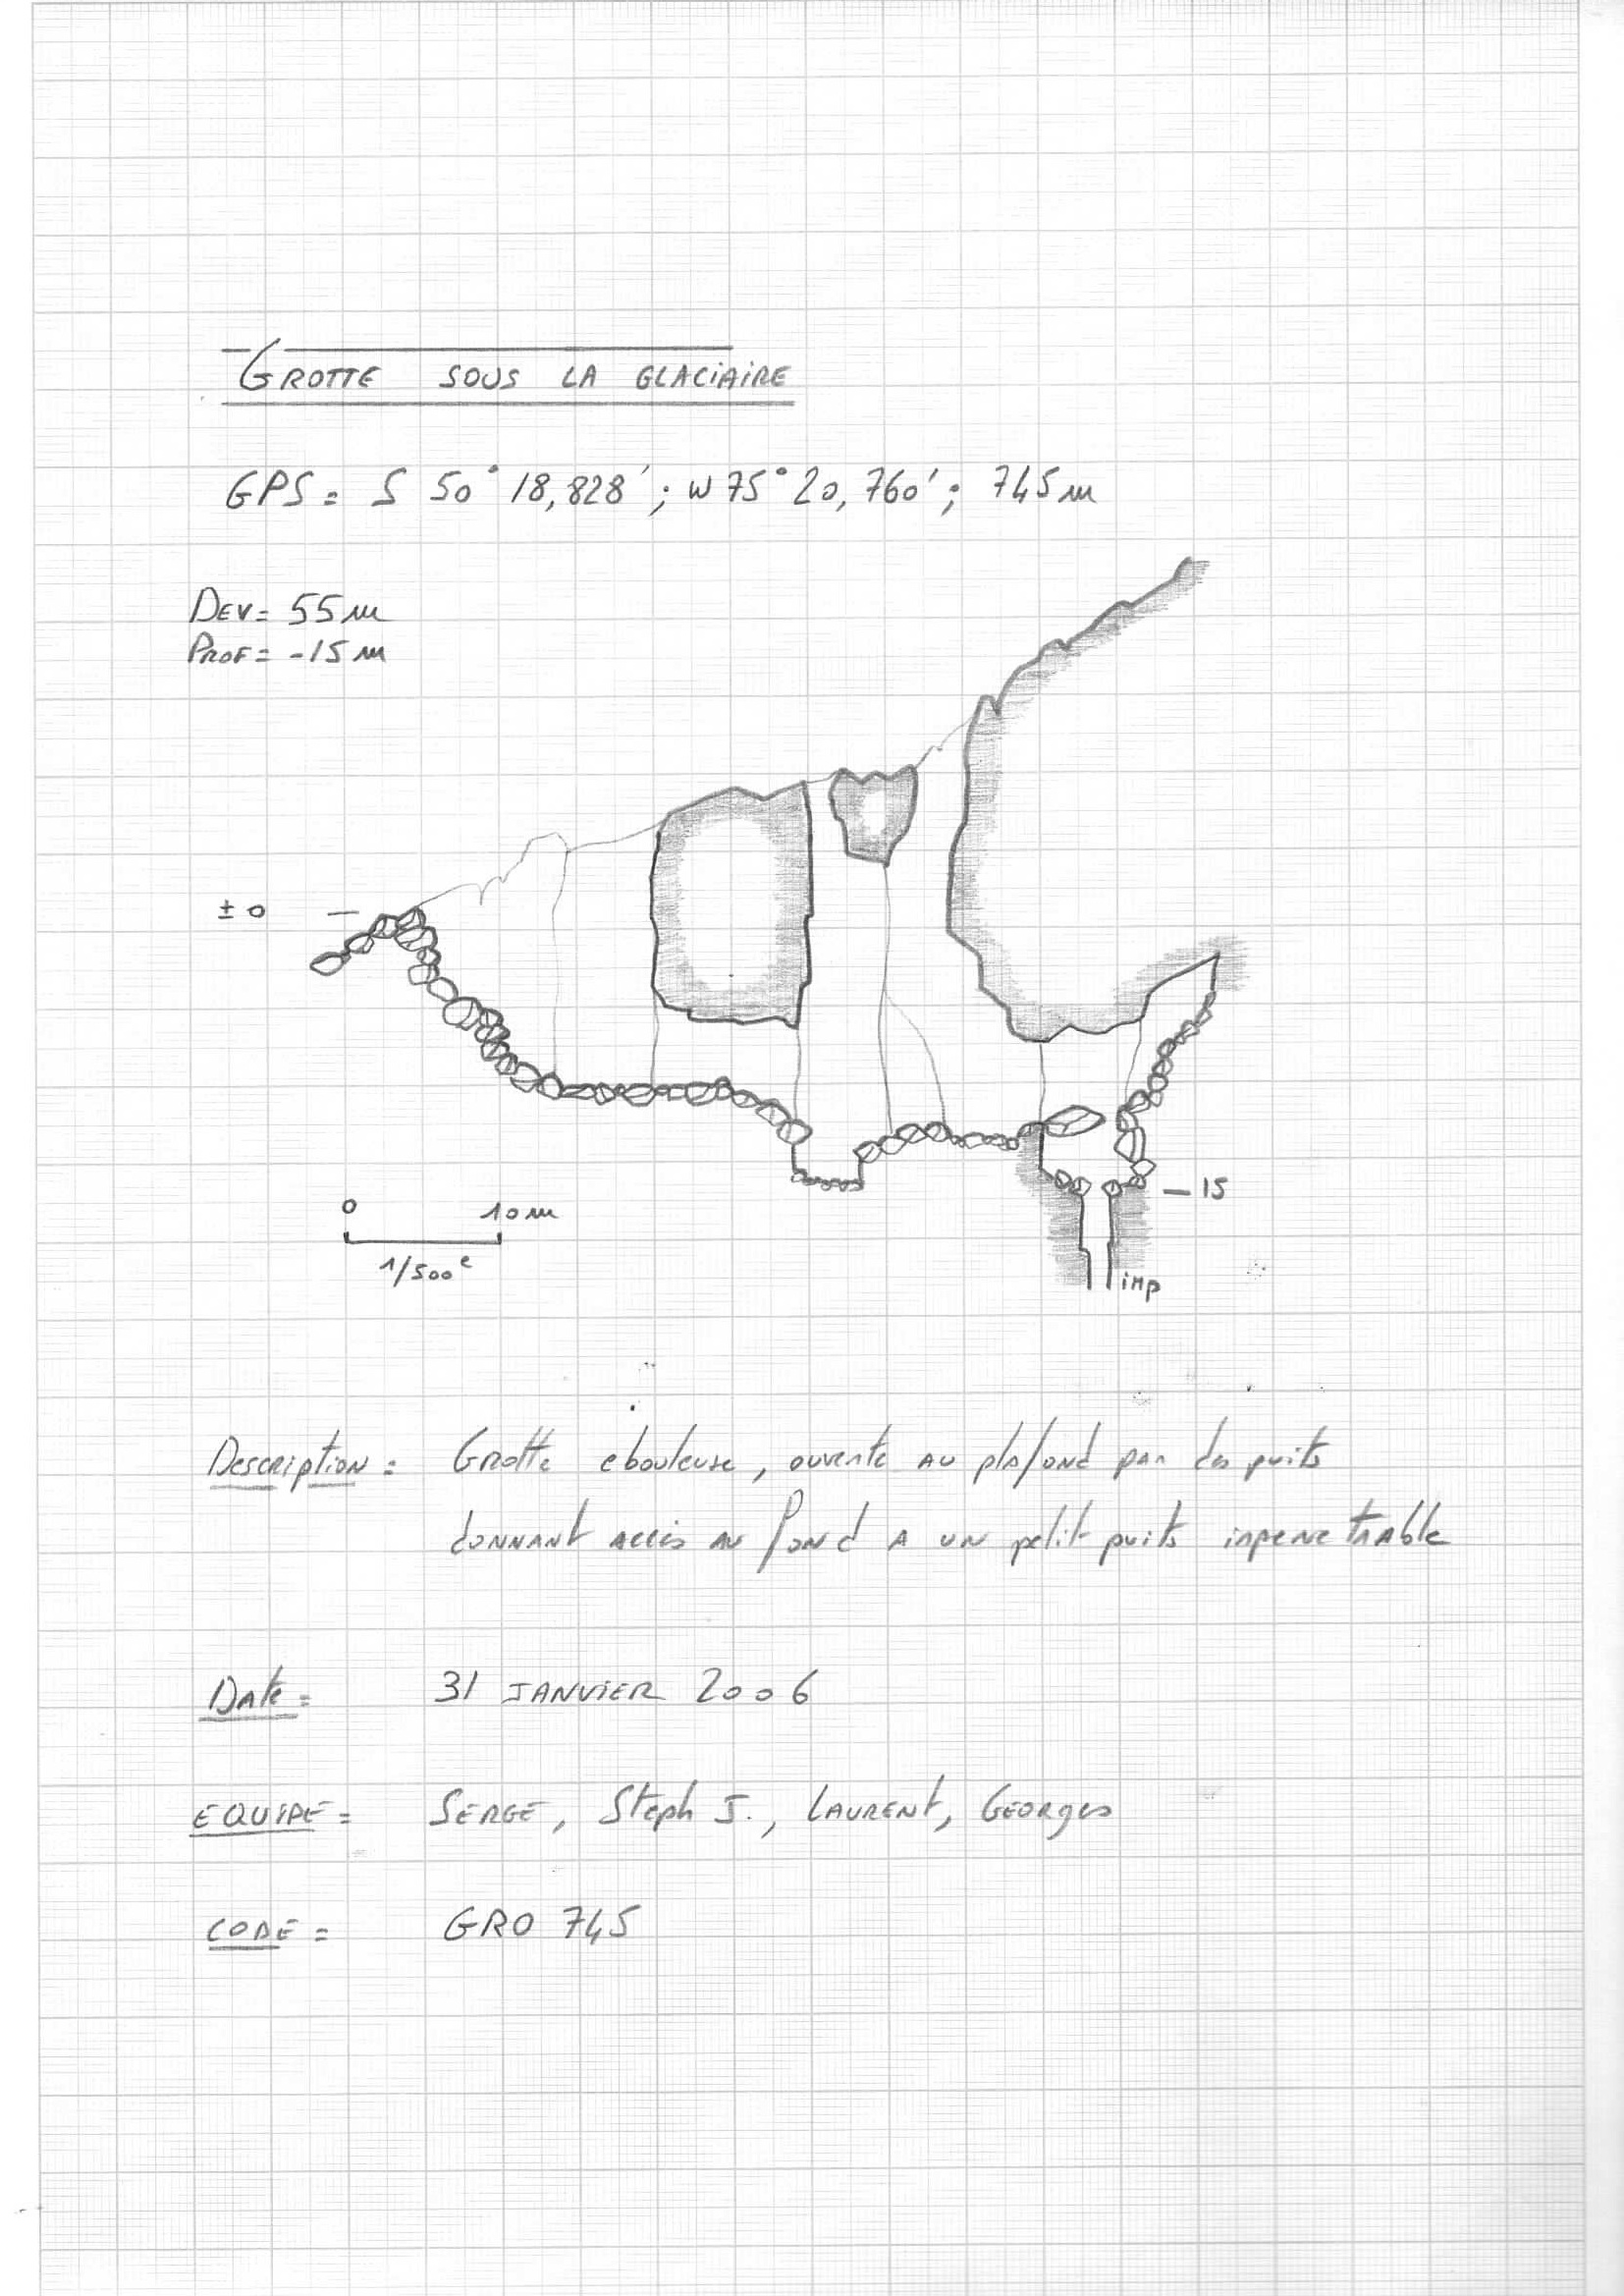 GROTTE SOUS LA GLACIAIRE
GPS = S 50° 18,828' ; W 75° 20,760' ; 745 m
DEV = 55 m
PROF = -15 m
± 0 —
— 15
0 10 m
1/500e
imp
DESCRIPTION = Grotte ebouleuse, ouverte au plafond par des puits
donnant accès au fond a un petit puits inpenetrable
Date = 31 JANVIER 2006
EQUIPE = SERGE, Steph J., LAURENT, GEORGES
CODE = GRO 745